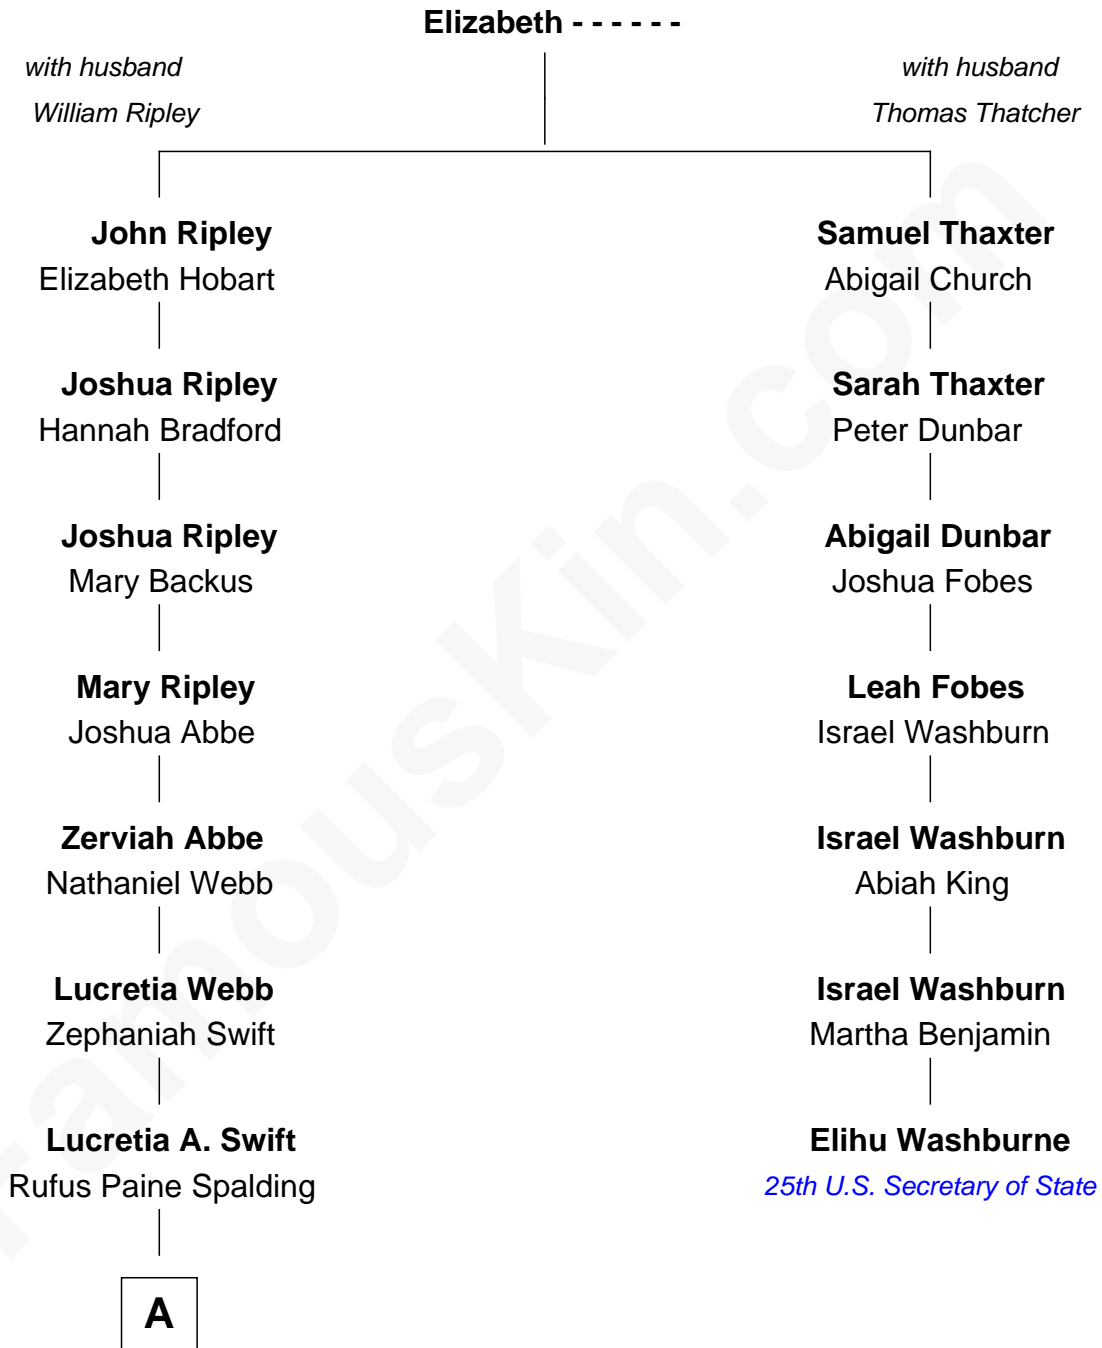 Elizabeth - - - - - -
with husband
William Ripley
with husband
Thomas Thatcher
John Ripley
Elizabeth Hobart
Samuel Thaxter
Abigail Church
Joshua Ripley
Hannah Bradford
Sarah Thaxter
Peter Dunbar
Joshua Ripley
Mary Backus
Abigail Dunbar
Joshua Fobes
Mary Ripley
Joshua Abbe
Leah Fobes
Israel Washburn
Zerviah Abbe
Nathaniel Webb
Israel Washburn
Abiah King
Lucretia Webb
Zephaniah Swift
Israel Washburn
Martha Benjamin
Lucretia A. Swift
Rufus Paine Spalding
Elihu Washburne
25th U.S. Secretary of State
A
FamousKin.com